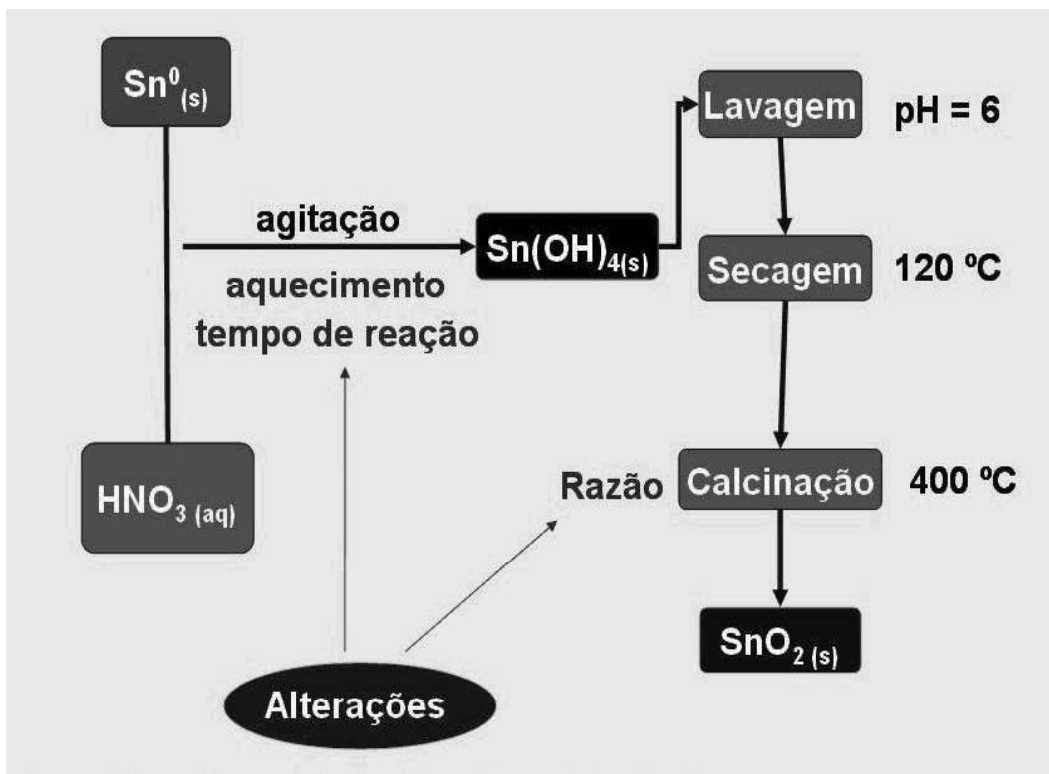 Sn⁰(s)
HNO₃ (aq)
agitação
aquecimento
tempo de reação
Sn(OH)₄(s)
Lavagem
pH = 6
Secagem
120 ºC
Razão
Calcinação
400 ºC
SnO₂ (s)
Alterações